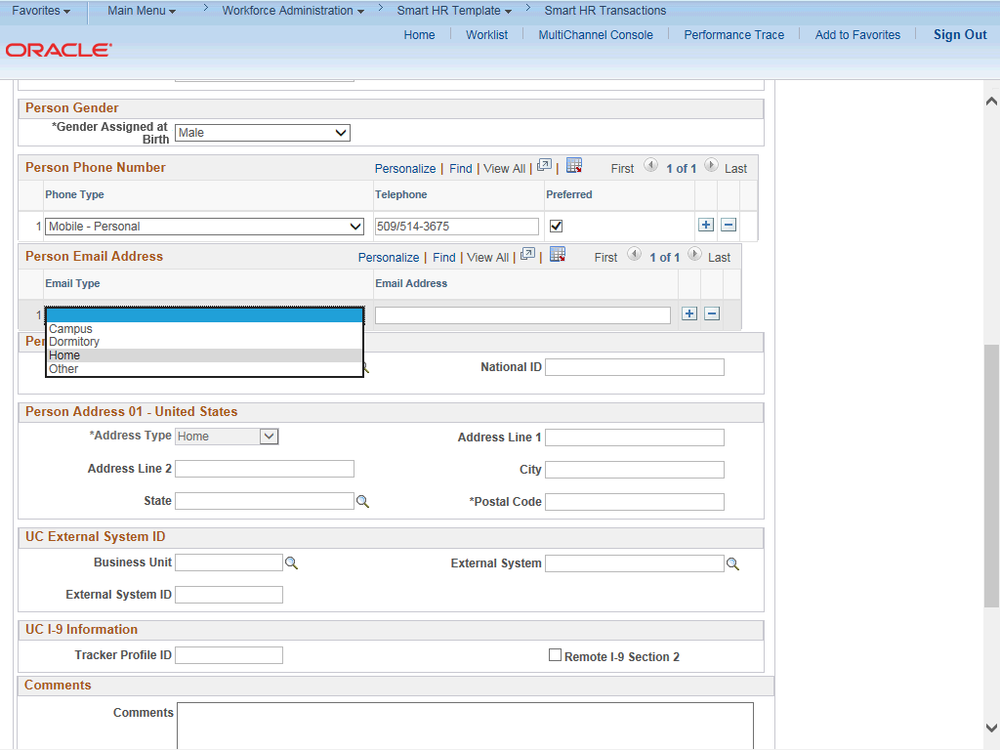 Favorites Main Menu > Workforce Administration > Smart HR Template > Smart HR Transactions
Home Worklist MultiChannel Console Performance Trace Add to Favorites Sign Out
ORACLE
Person Gender
*Gender Assigned at
Birth Male
Person Phone Number Personalize | Find | View All | | First 1 of 1 Last
Phone Type Telephone Preferred
1 Mobile - Personal 509/514-3675
Person Email Address Personalize | Find | View All | | First 1 of 1 Last
Email Type Email Address
1
Campus
Dormitory
Home
Other
National ID
Person Address 01 - United States
*Address Type Home Address Line 1
Address Line 2 City
State *Postal Code
UC External System ID
Business Unit External System
External System ID
UC I-9 Information
Tracker Profile ID Remote I-9 Section 2
Comments
Comments